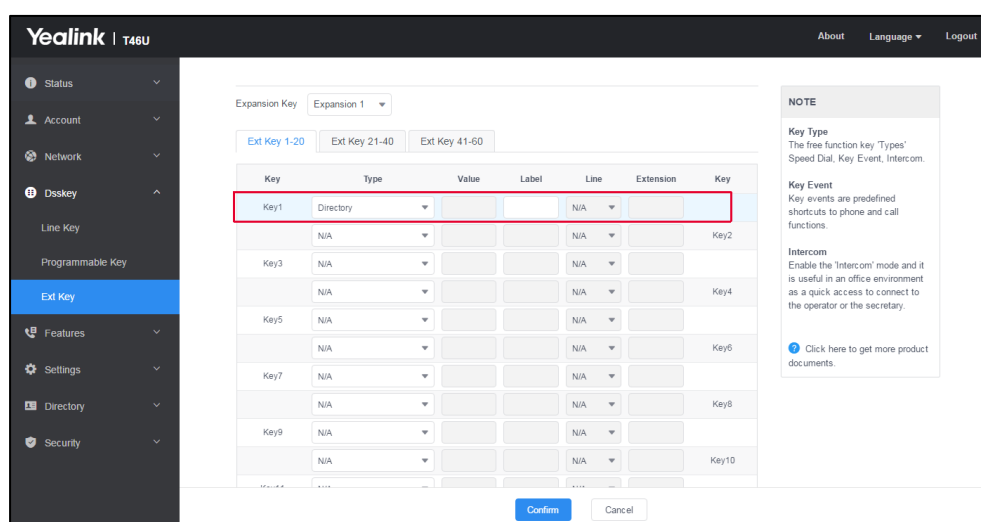 Yealink | T46U
About Language Logout
Status
Account
Network
Dsskey
Line Key
Programmable Key
Ext Key
Features
Settings
Directory
Security
Expansion Key Expansion 1
Ext Key 1-20 Ext Key 21-40 Ext Key 41-60
Key Type Value Label Line Extension Key
Key1 Directory N/A
N/A N/A Key2
Key3 N/A N/A
N/A N/A Key4
Key5 N/A N/A
N/A N/A Key6
Key7 N/A N/A
N/A N/A Key8
Key9 N/A N/A
N/A N/A Key10
Confirm Cancel
NOTE
Key Type
The free function key 'Types'
Speed Dial, Key Event, Intercom.
Key Event
Key events are predefined
shortcuts to phone and call
functions.
Intercom
Enable the 'Intercom' mode and it
is useful in an office environment
as a quick access to connect to
the operator or the secretary.
Click here to get more product
documents.